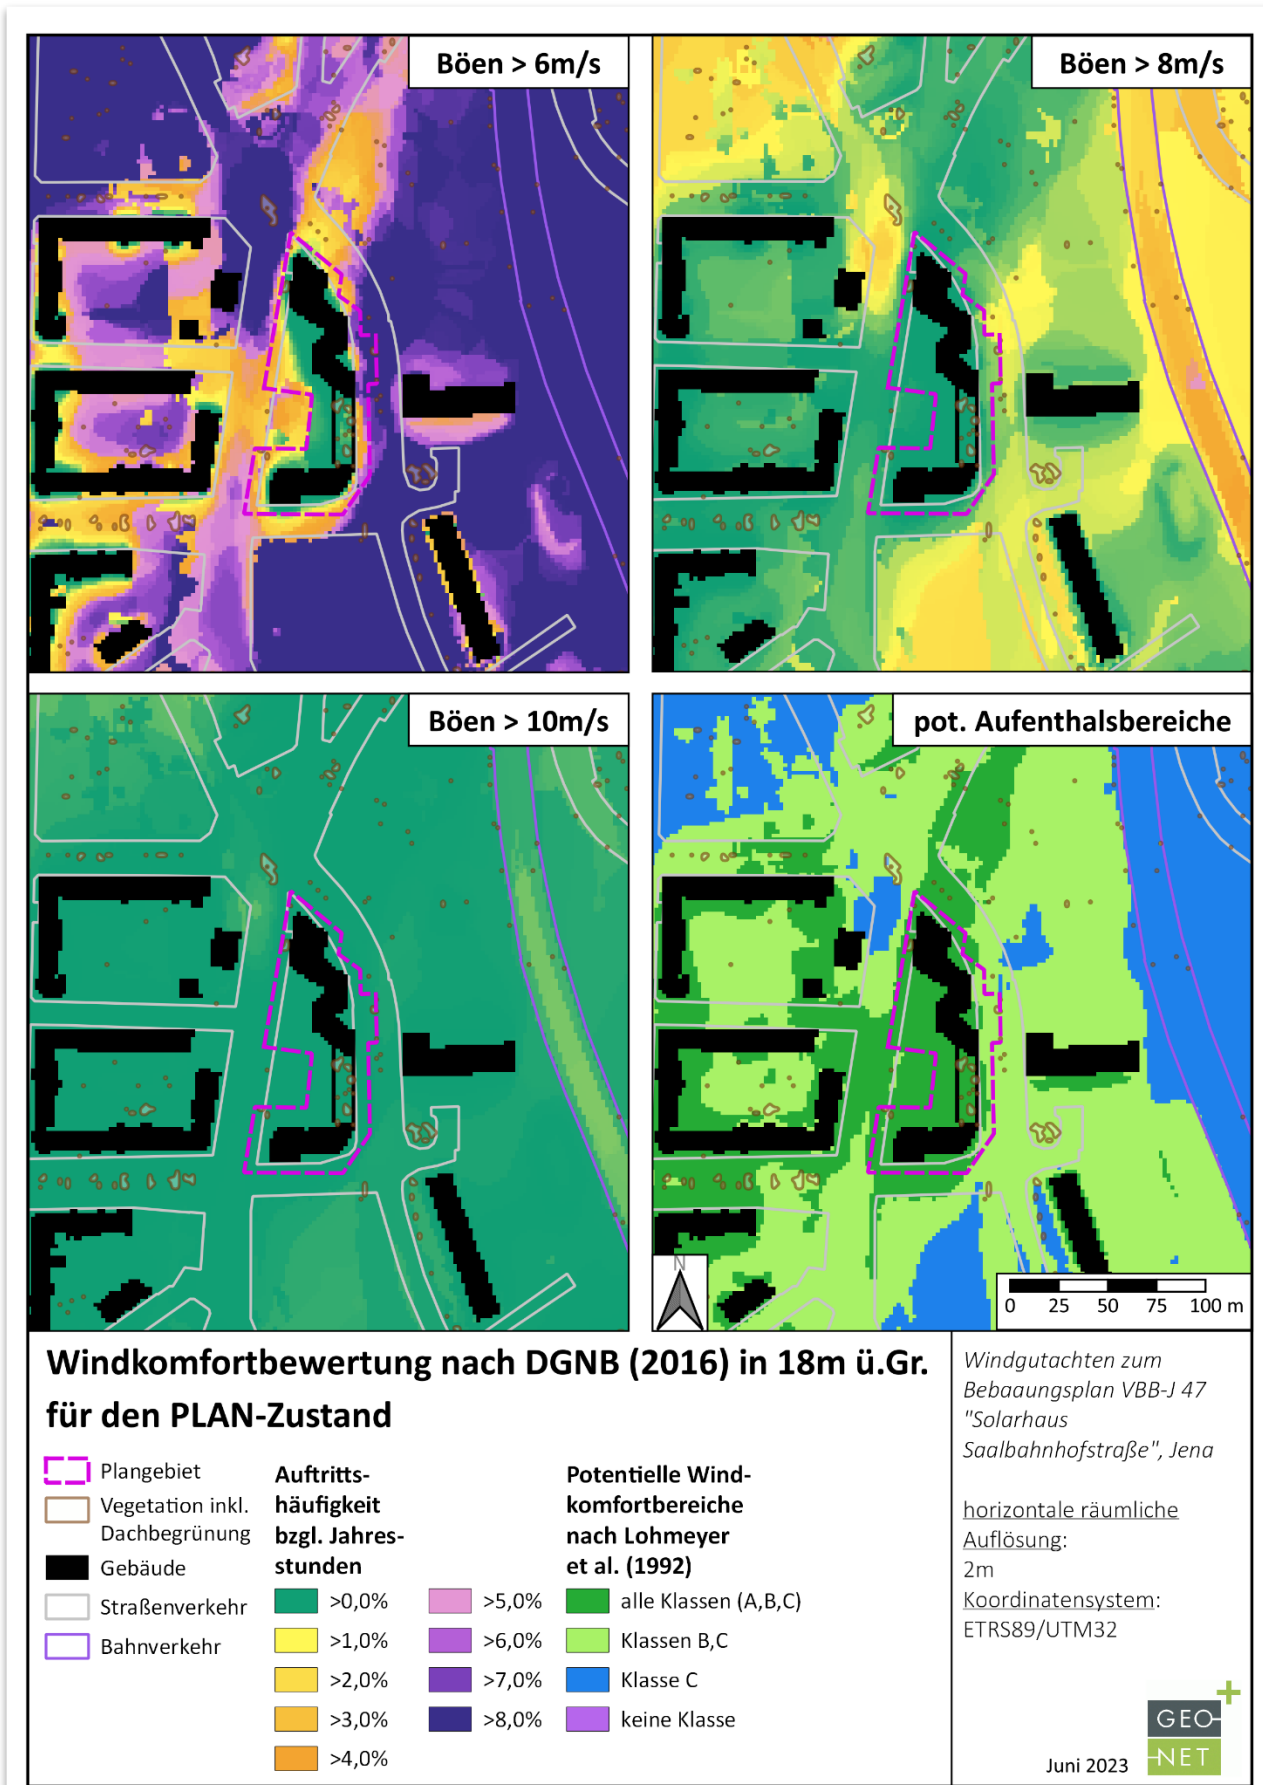 Böen > 6m/s
Böen > 8m/s
Böen > 10m/s
pot. Aufenthalsbereiche
N
0 25 50 75 100 m
Windkomfortbewertung nach DGNB (2016) in 18m ü.Gr.
für den PLAN-Zustand
Plangebiet
Vegetation inkl.
Dachbegrünung
Gebäude
Straßenverkehr
Bahnverkehr
Auftritts-
häufigkeit
bzgl. Jahres-
stunden
>0,0%
>1,0%
>2,0%
>3,0%
>4,0%
>5,0%
>6,0%
>7,0%
>8,0%
Potentielle Wind-
komfortbereiche
nach Lohmeyer
et al. (1992)
alle Klassen (A,B,C)
Klassen B,C
Klasse C
keine Klasse
Windgutachten zum
Bebaaungsplan VBB-J 47
"Solarhaus
Saalbahnhofstraße", Jena
horizontale räumliche
Auflösung:
2m
Koordinatensystem:
ETRS89/UTM32
Juni 2023
GEO
NET